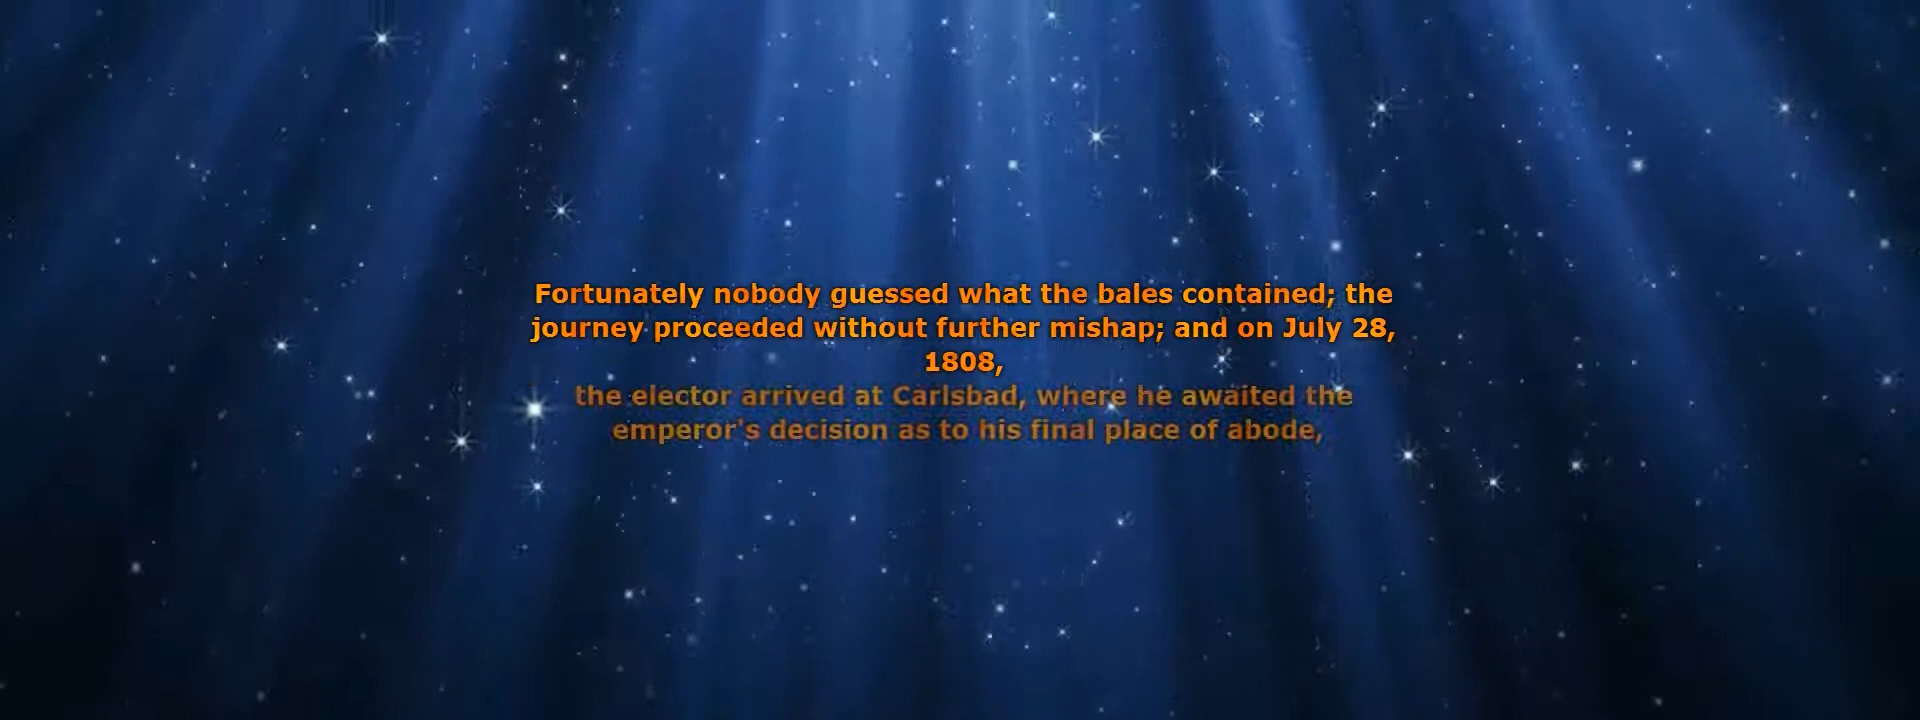 Fortunately nobody guessed what the bales contained; the
journey proceeded without further mishap; and on July 28,
1808,
the elector arrived at Carlsbad, where he awaited the
emperor's decision as to his final place of abode,